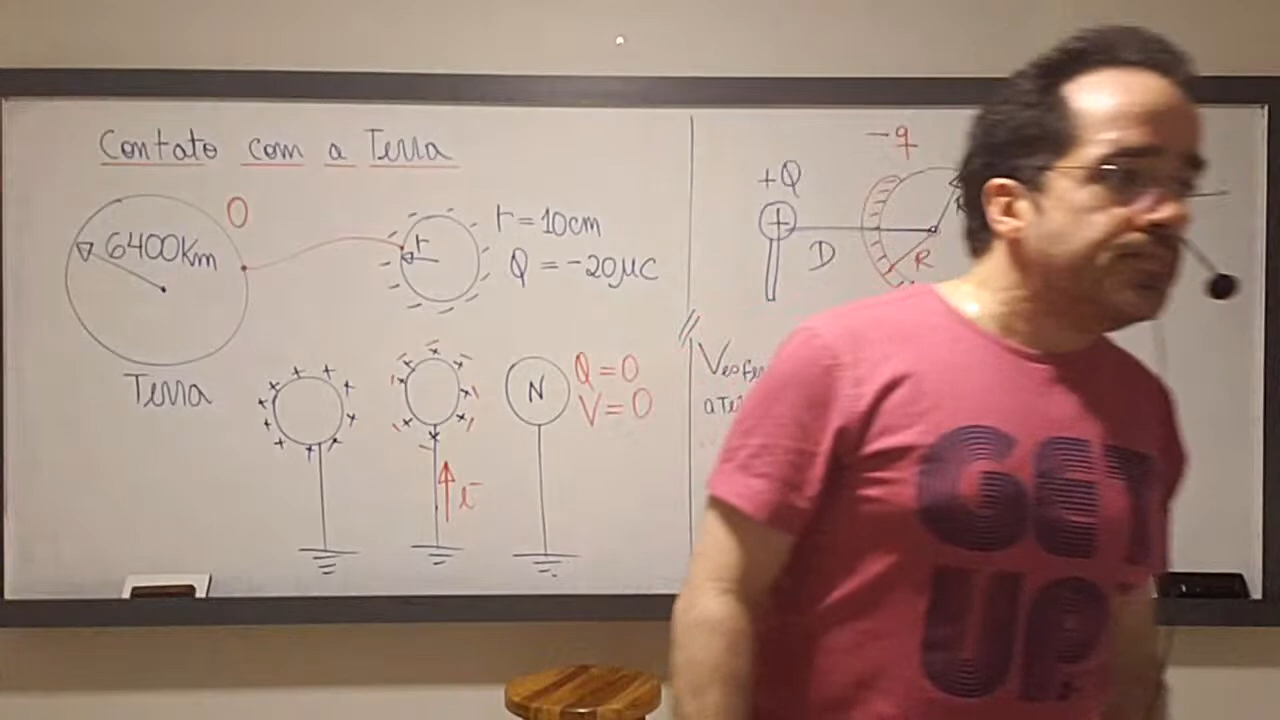 Contato com a Terra
0
6400Km
r
r = 10cm
Q = -20μC
Terra
N
Q = 0
V = 0
e⁻
-q
+Q
D
R
GET
UP.